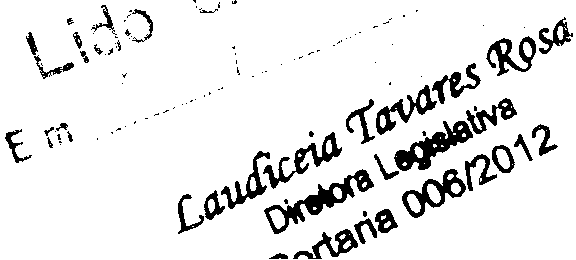 Lido
Em
Laudiceia Tavares Rosa
Diretora Legislativa
Portaria 006/2012